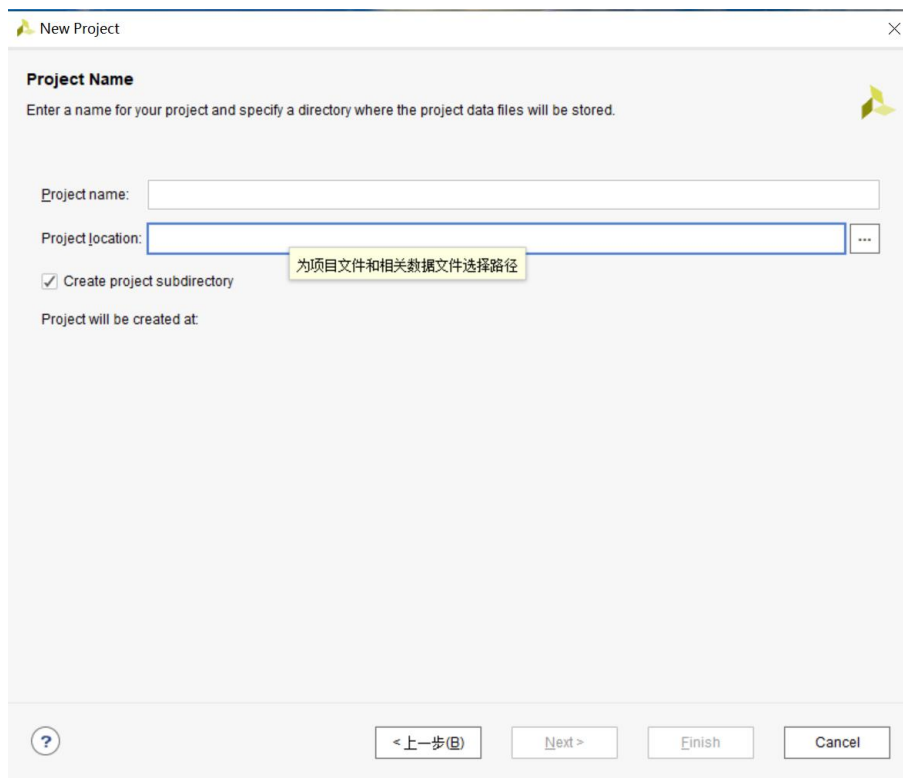 New Project
Project Name
Enter a name for your project and specify a directory where the project data files will be stored.
Project name:
Project location:
...
为项目文件和相关数据文件选择路径
Create project subdirectory
Project will be created at:
?
<上一步(B)
Next >
Finish
Cancel